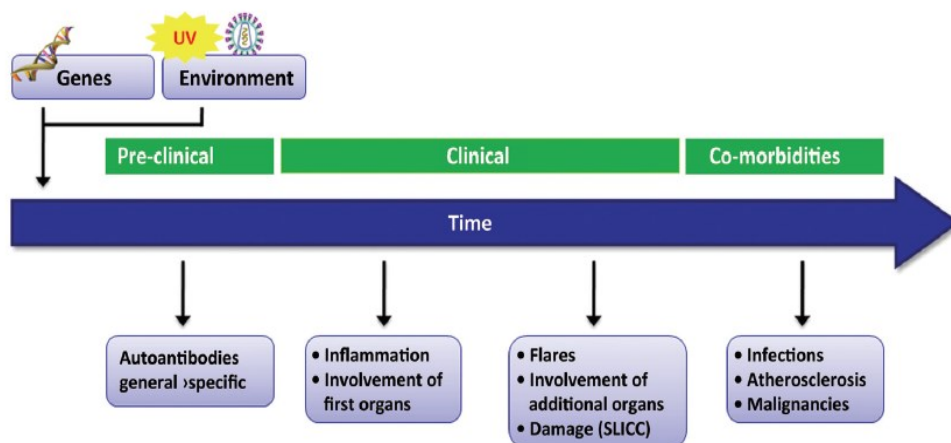 UV
Genes
Environment
Pre-clinical
Clinical
Co-morbidities
Time
Autoantibodies
general >specific
• Inflammation
• Involvement of
first organs
• Flares
• Involvement of
additional organs
• Damage (SLICC)
• Infections
• Atherosclerosis
• Malignancies